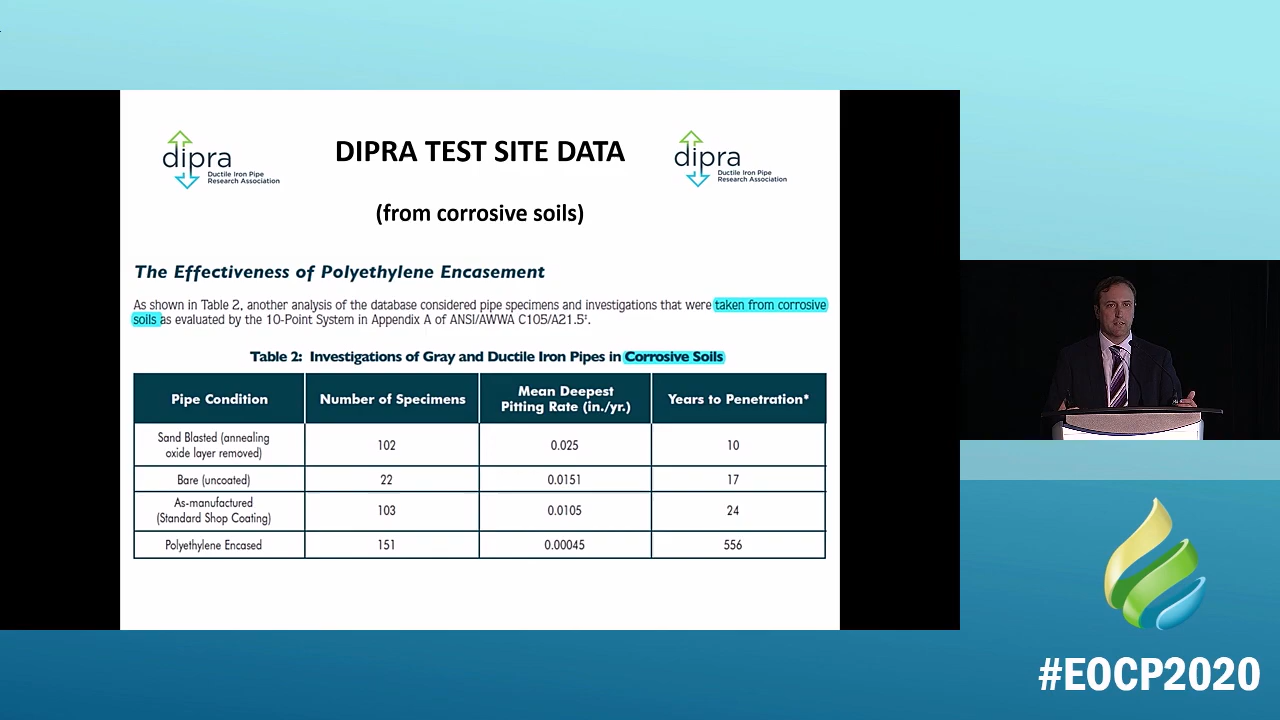 dipra
Ductile Iron Pipe
Research Association
DIPRA TEST SITE DATA
dipra
Ductile Iron Pipe
Research Association
(from corrosive soils)
The Effectiveness of Polyethylene Encasement
As shown in Table 2, another analysis of the database considered pipe specimens and investigations that were taken from corrosive
soils as evaluated by the 10-Point System in Appendix A of ANSI/AWWA C105/A21.5‡.
Table 2: Investigations of Gray and Ductile Iron Pipes in Corrosive Soils
Pipe Condition
Number of Specimens
Mean Deepest
Pitting Rate (in./yr.)
Years to Penetration*
Sand Blasted (annealing
oxide layer removed)
102
0.025
10
Bare (uncoated)
22
0.0151
17
As-manufactured
(Standard Shop Coating)
103
0.0105
24
Polyethylene Encased
151
0.00045
556
#EOCP2020